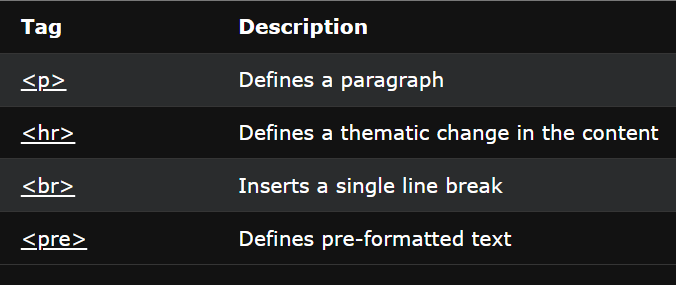 Tag Description
<p> Defines a paragraph
<hr> Defines a thematic change in the content
<br> Inserts a single line break
<pre> Defines pre-formatted text